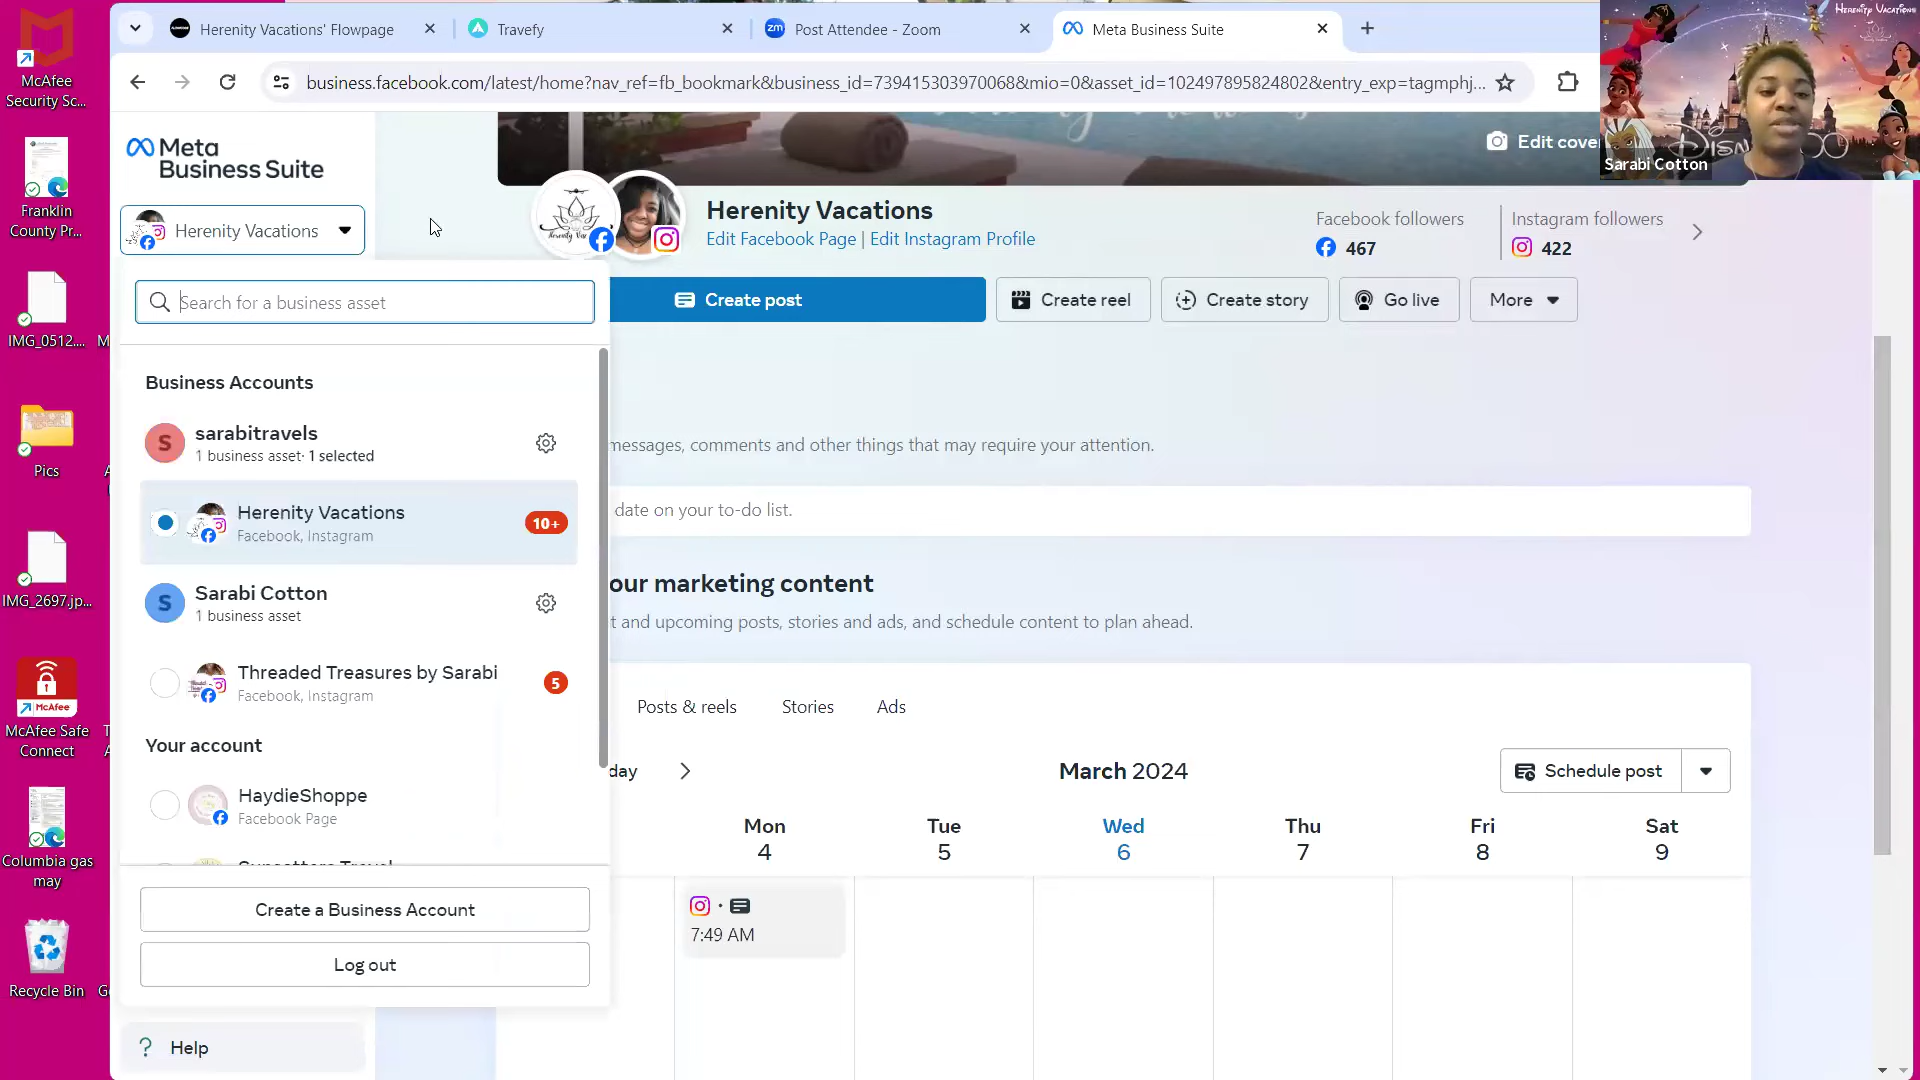 McAfee
Security Sc...
Franklin
County Pr...
IMG_0512....
Pics
IMG_2697.jp...
McAfee
McAfee Safe
Connect
Columbia gas
may
Recycle Bin
Herenity Vacations' Flowpage
Travefy
zm
Post Attendee - Zoom
Meta Business Suite
business.facebook.com/latest/home?nav_ref=fb_bookmark&business_id=739415303970068&mio=0&asset_id=102497895824802&entry_exp=tagmphj...
Herenity Vacations
Sarabi Cotton
Meta
Business Suite
Herenity Vacations
Search for a business asset
Business Accounts
S
sarabitravels
1 business asset· 1 selected
Herenity Vacations
Facebook, Instagram
10+
S
Sarabi Cotton
1 business asset
Threaded Treasures by Sarabi
Facebook, Instagram
5
Your account
HaydieShoppe
Facebook Page
Create a Business Account
Log out
Help
Edit cove
Herenity Vacations
Edit Facebook Page | Edit Instagram Profile
Facebook followers
467
Instagram followers
422
Create post
Create reel
Create story
Go live
More
messages, comments and other things that may require your attention.
date on your to-do list.
our marketing content
t and upcoming posts, stories and ads, and schedule content to plan ahead.
Posts & reels
Stories
Ads
day
March 2024
Schedule post
Mon
4
Tue
5
Wed
6
Thu
7
Fri
8
Sat
9
7:49 AM